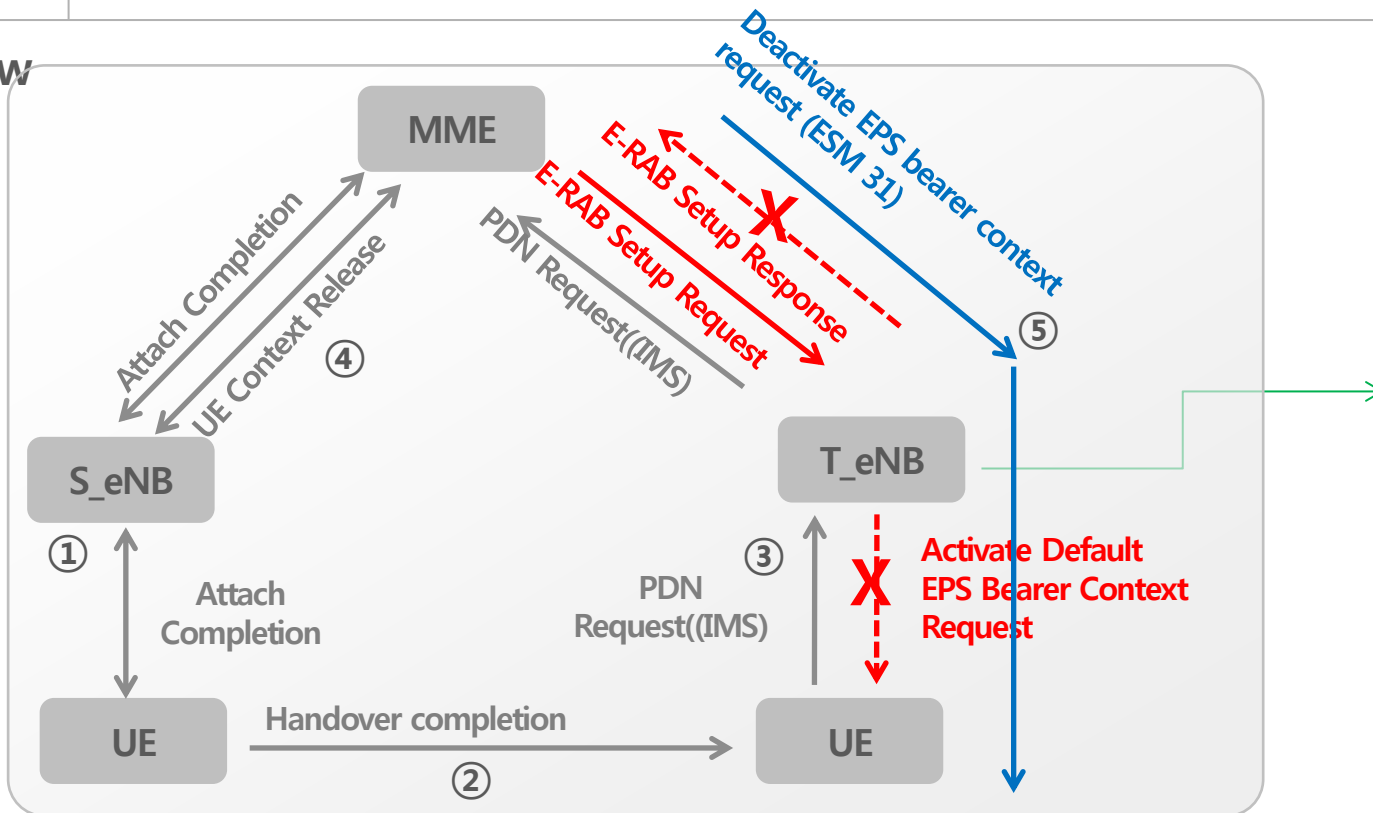 w
MME
Deactivate EPS bearer context
request (ESM 31)
E-RAB Setup Response
X
E-RAB Setup Request
PDN Request((IMS)
Attach Completion
UE Context Release
④
⑤
S_eNB
T_eNB
①
Attach
Completion
③
PDN
Request((IMS)
X
Activate Default
EPS Bearer Context
Request
UE
Handover completion
②
UE